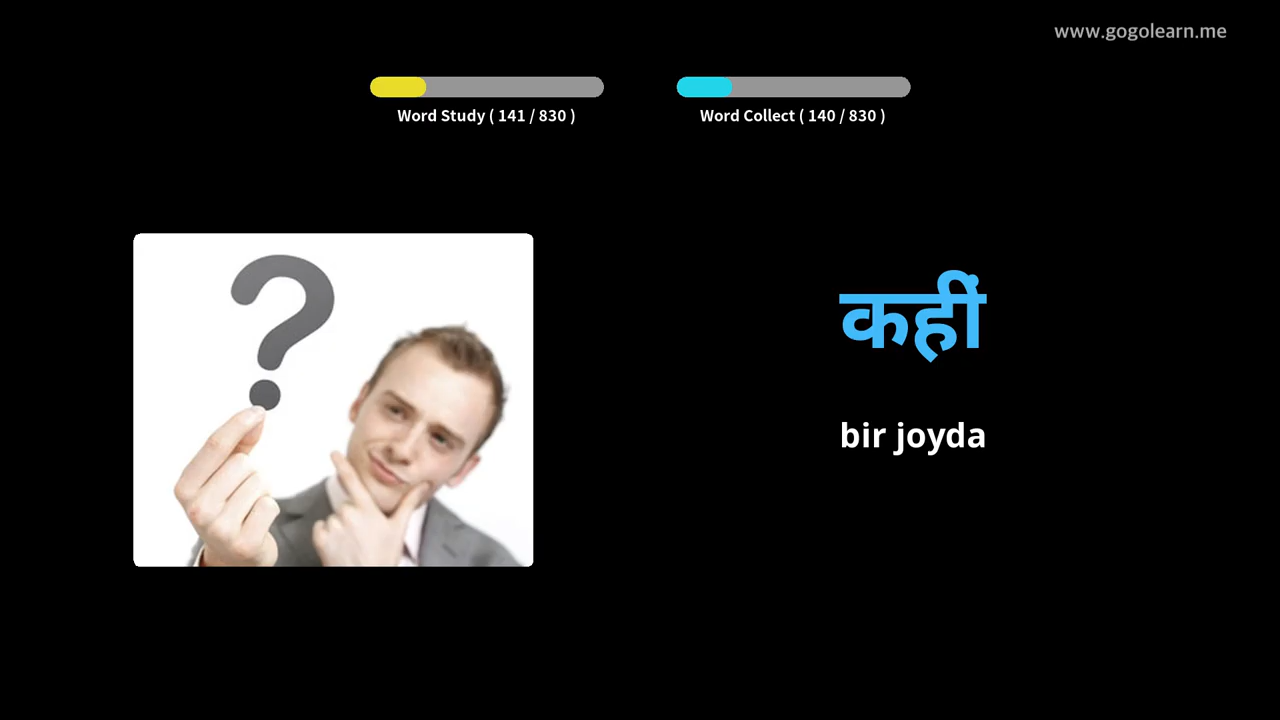 www.gogolearn.me
Word Study ( 141 / 830 )
Word Collect ( 140 / 830 )
कहीं
bir joyda